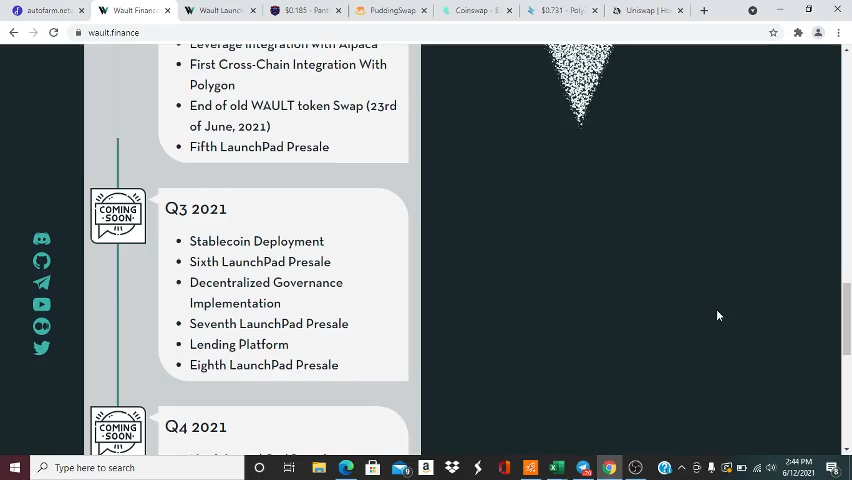 autofarm.net
Wault Finance
Wault Launch
$0.185 - Pant
PuddingSwap
Coinswap - S
$0.731 - Poly
Uniswap | Ho
wault.finance
Leverage Integration with Alpaca
First Cross-Chain Integration With
Polygon
End of old WAULT token Swap (23rd
of June, 2021)
Fifth LaunchPad Presale
COMING
SOON
Q3 2021
Stablecoin Deployment
Sixth LaunchPad Presale
Decentralized Governance
Implementation
Seventh LaunchPad Presale
Lending Platform
Eighth LaunchPad Presale
COMING
SOON
Q4 2021
Type here to search
2:44 PM
6/12/2021